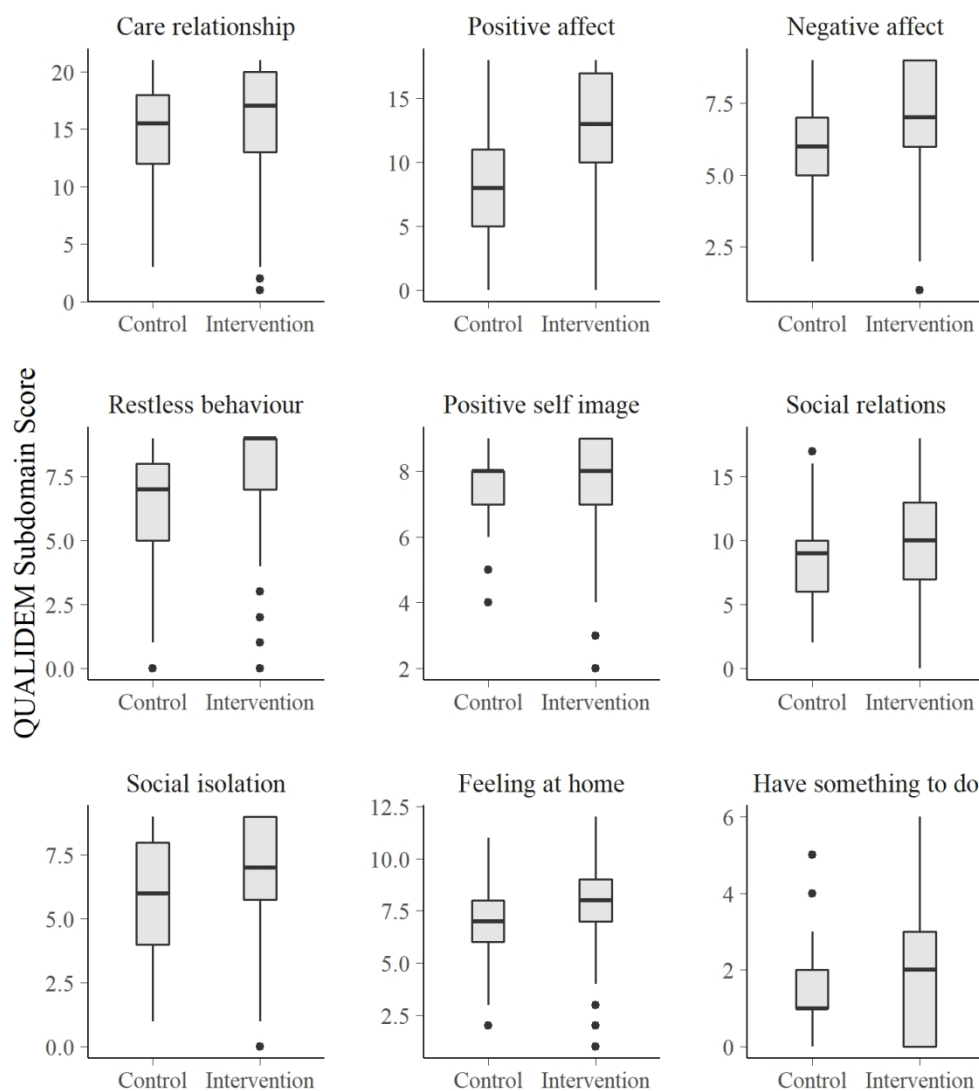 Care relationship
Positive affect
Negative affect
20
15
10
5
0
Control Intervention
15
10
5
0
Control Intervention
7.5
5.0
2.5
Control Intervention
QUALIDEM Subdomain Score
Restless behaviour
Positive self image
Social relations
7.5
5.0
2.5
0.0
Control Intervention
8
6
4
2
Control Intervention
15
10
5
0
Control Intervention
Social isolation
Feeling at home
Have something to do
7.5
5.0
2.5
0.0
Control Intervention
12.5
10.0
7.5
5.0
2.5
Control Intervention
6
4
2
0
Control Intervention